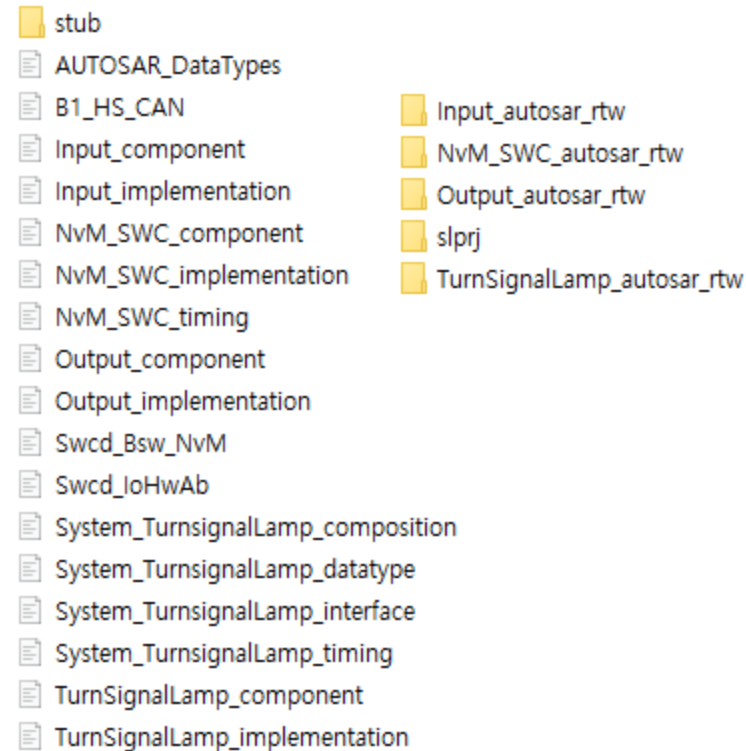 stub
AUTOSAR_DataTypes
B1_HS_CAN
Input_component
Input_implementation
NvM_SWC_component
NvM_SWC_implementation
NvM_SWC_timing
Output_component
Output_implementation
Swcd_Bsw_NvM
Swcd_IoHwAb
System_TurnsignalLamp_composition
System_TurnsignalLamp_datatype
System_TurnsignalLamp_interface
System_TurnsignalLamp_timing
TurnSignalLamp_component
TurnSignalLamp_implementation
Input_autosar_rtw
NvM_SWC_autosar_rtw
Output_autosar_rtw
slprj
TurnSignalLamp_autosar_rtw